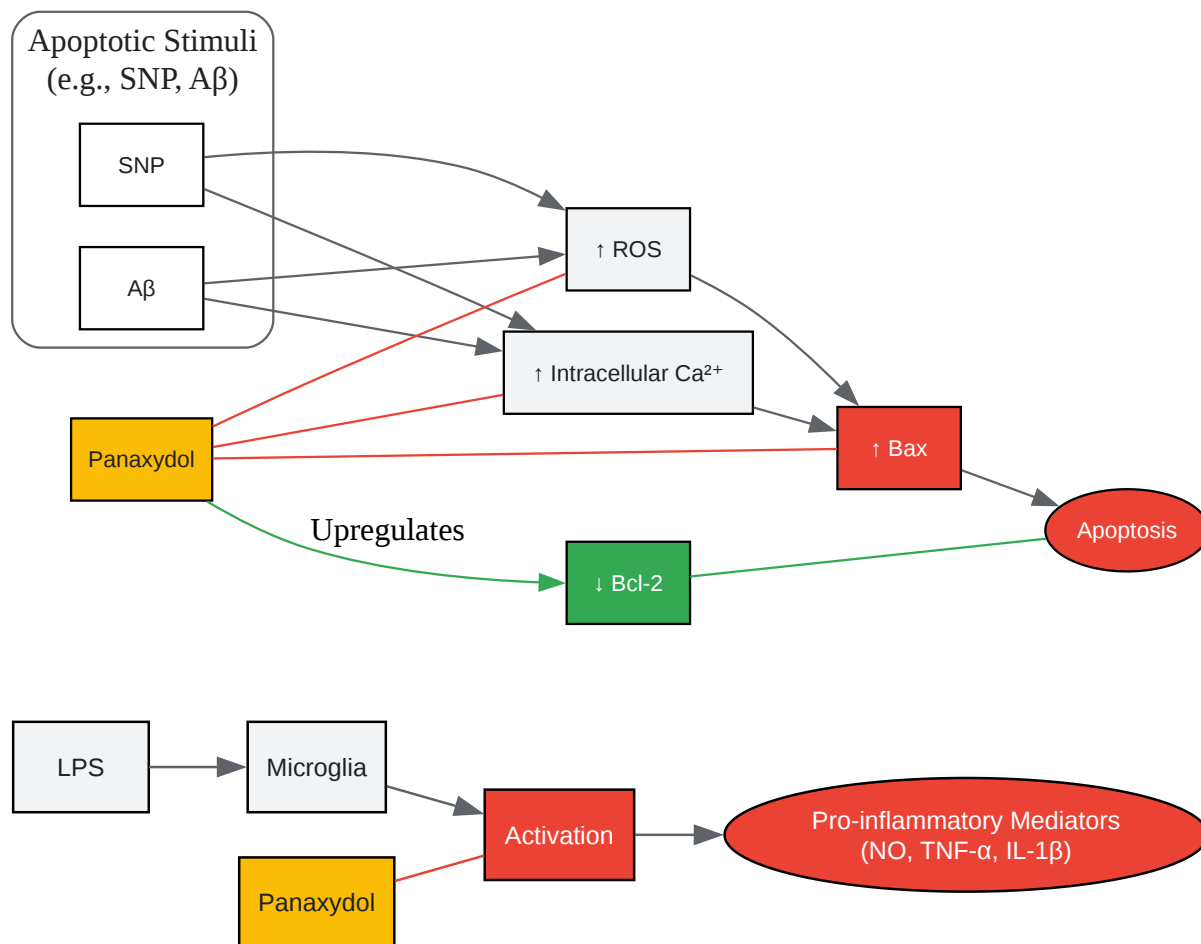 Apoptotic Stimuli
(e.g., SNP, Aβ)
SNP
Aβ
↑ ROS
↑ Intracellular Ca²⁺
Panaxydol
↑ Bax
Upregulates
Apoptosis
↓ Bcl-2
LPS
Microglia
Activation
Pro-inflammatory Mediators
(NO, TNF-α, IL-1β)
Panaxydol